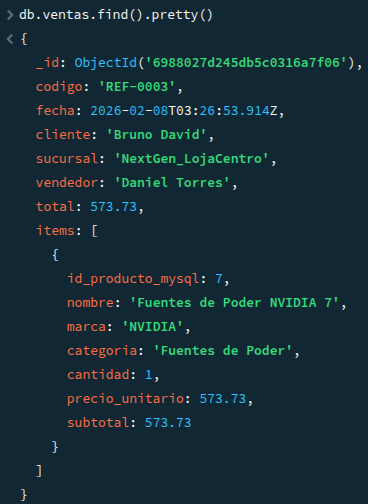 > db.ventas.find().pretty()
< {
_id: ObjectId('6988027d245db5c0316a7f06'),
codigo: 'REF-0003',
fecha: 2026-02-08T03:26:53.914Z,
cliente: 'Bruno David',
sucursal: 'NextGen_LojaCentro',
vendedor: 'Daniel Torres',
total: 573.73,
items: [
{
id_producto_mysql: 7,
nombre: 'Fuentes de Poder NVIDIA 7',
marca: 'NVIDIA',
categoria: 'Fuentes de Poder',
cantidad: 1,
precio_unitario: 573.73,
subtotal: 573.73
}
]
}